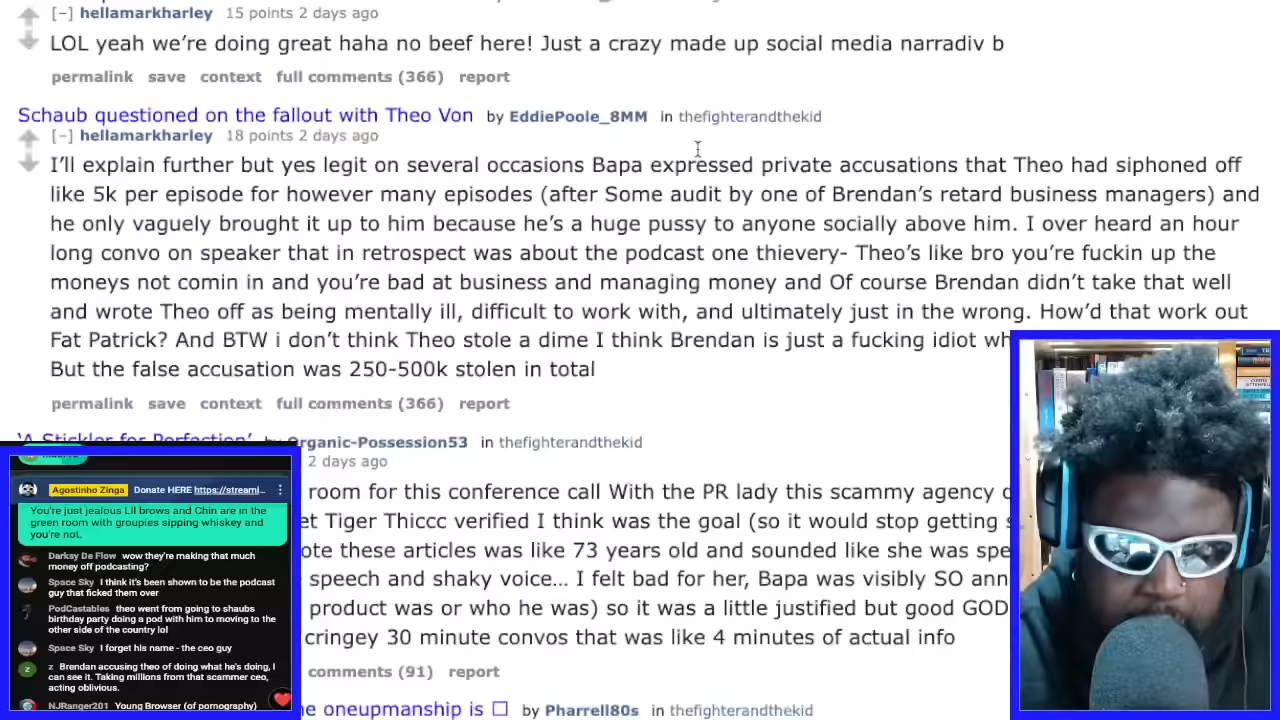 [–] hellamarkharley 15 points 2 days ago
LOL yeah we're doing great haha no beef here! Just a crazy made up social media narradiv b
permalink save context full comments (366) report
Schaub questioned on the fallout with Theo Von by EddiePoole_8MM in thefighterandthekid
[–] hellamarkharley 18 points 2 days ago
I'll explain further but yes legit on several occasions Bapa expressed private accusations that Theo had siphoned off
like 5k per episode for however many episodes (after Some audit by one of Brendan's retard business managers) and
he only vaguely brought it up to him because he's a huge pussy to anyone socially above him. I over heard an hour
long convo on speaker that in retrospect was about the podcast one thievery- Theo's like bro you're fuckin up the
moneys not comin in and you're bad at business and managing money and Of course Brendan didn't take that well
and wrote Theo off as being mentally ill, difficult to work with, and ultimately just in the wrong. How'd that work out
Fat Patrick? And BTW i don't think Theo stole a dime I think Brendan is just a fucking idiot
But the false accusation was 250-500k stolen in total
permalink save context full comments (366) report
'A Stickler for Perfection' by Organic-Possession53 in thefighterandthekid
2 days ago
room for this conference call With the PR lady this scammy agency
et Tiger Thiccc verified I think was the goal (so it would stop getting
ote these articles was like 73 years old and sounded like she was spe
speech and shaky voice... I felt bad for her, Bapa was visibly SO ann
product was or who he was) so it was a little justified but good GOD
cringey 30 minute convos that was like 4 minutes of actual info
comments (91) report
oneupmanship is □ by Pharrell80s in thefighterandthekid
Agostinho Zinga Donate HERE https://streaml...
You're just jealous Lil brows and Chin are in the
green room with groupies sipping whiskey and
you're not.
Darksy De Flow wow they're making that much
money off podcasting?
Space Sky I think it's been shown to be the podcast
guy that ficked them over
PodCastables theo went from going to shaubs
birthday party doing a pod with him to moving to the
other side of the country lol
Space Sky I forget his name - the ceo guy
z Brendan accusing theo of doing what he's doing, I
can see it. Taking millions from that scammer ceo,
acting oblivious.
NJRanger201 Young Browser (of pornography)